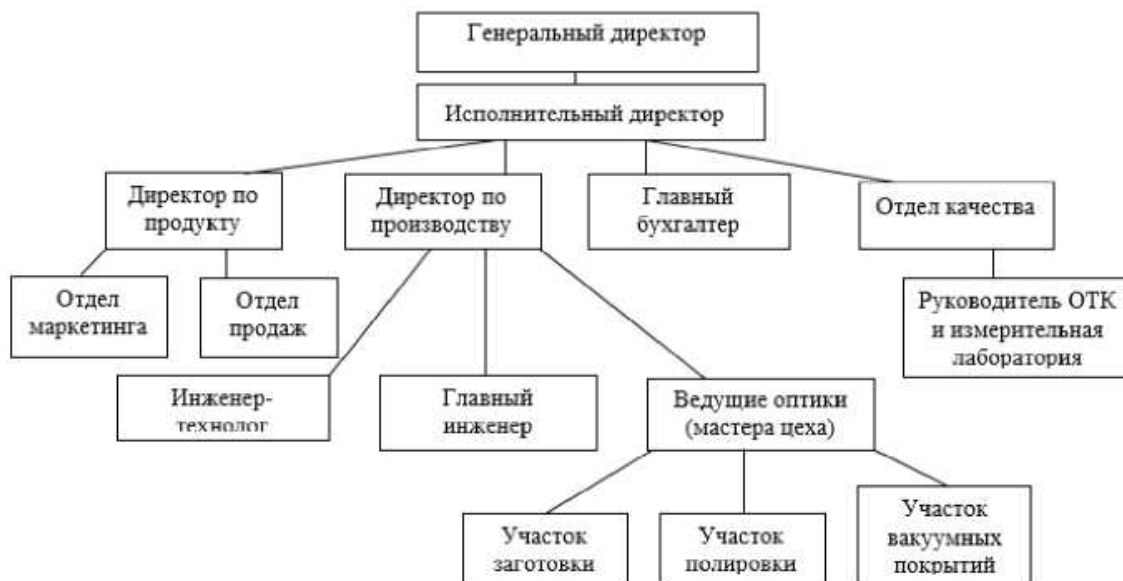 Генеральный директор
Исполнительный директор
Директор по
продукту
Директор по
производству
Главный
бухгалтер
Отдел качества
Отдел
маркетинга
Отдел
продаж
Руководитель ОТК
и измерительная
лаборатория
Инженер-
технолог
Главный
инженер
Ведущие оптики
(мастера цеха)
Участок
заготовки
Участок
полировки
Участок
вакуумных
покрытий